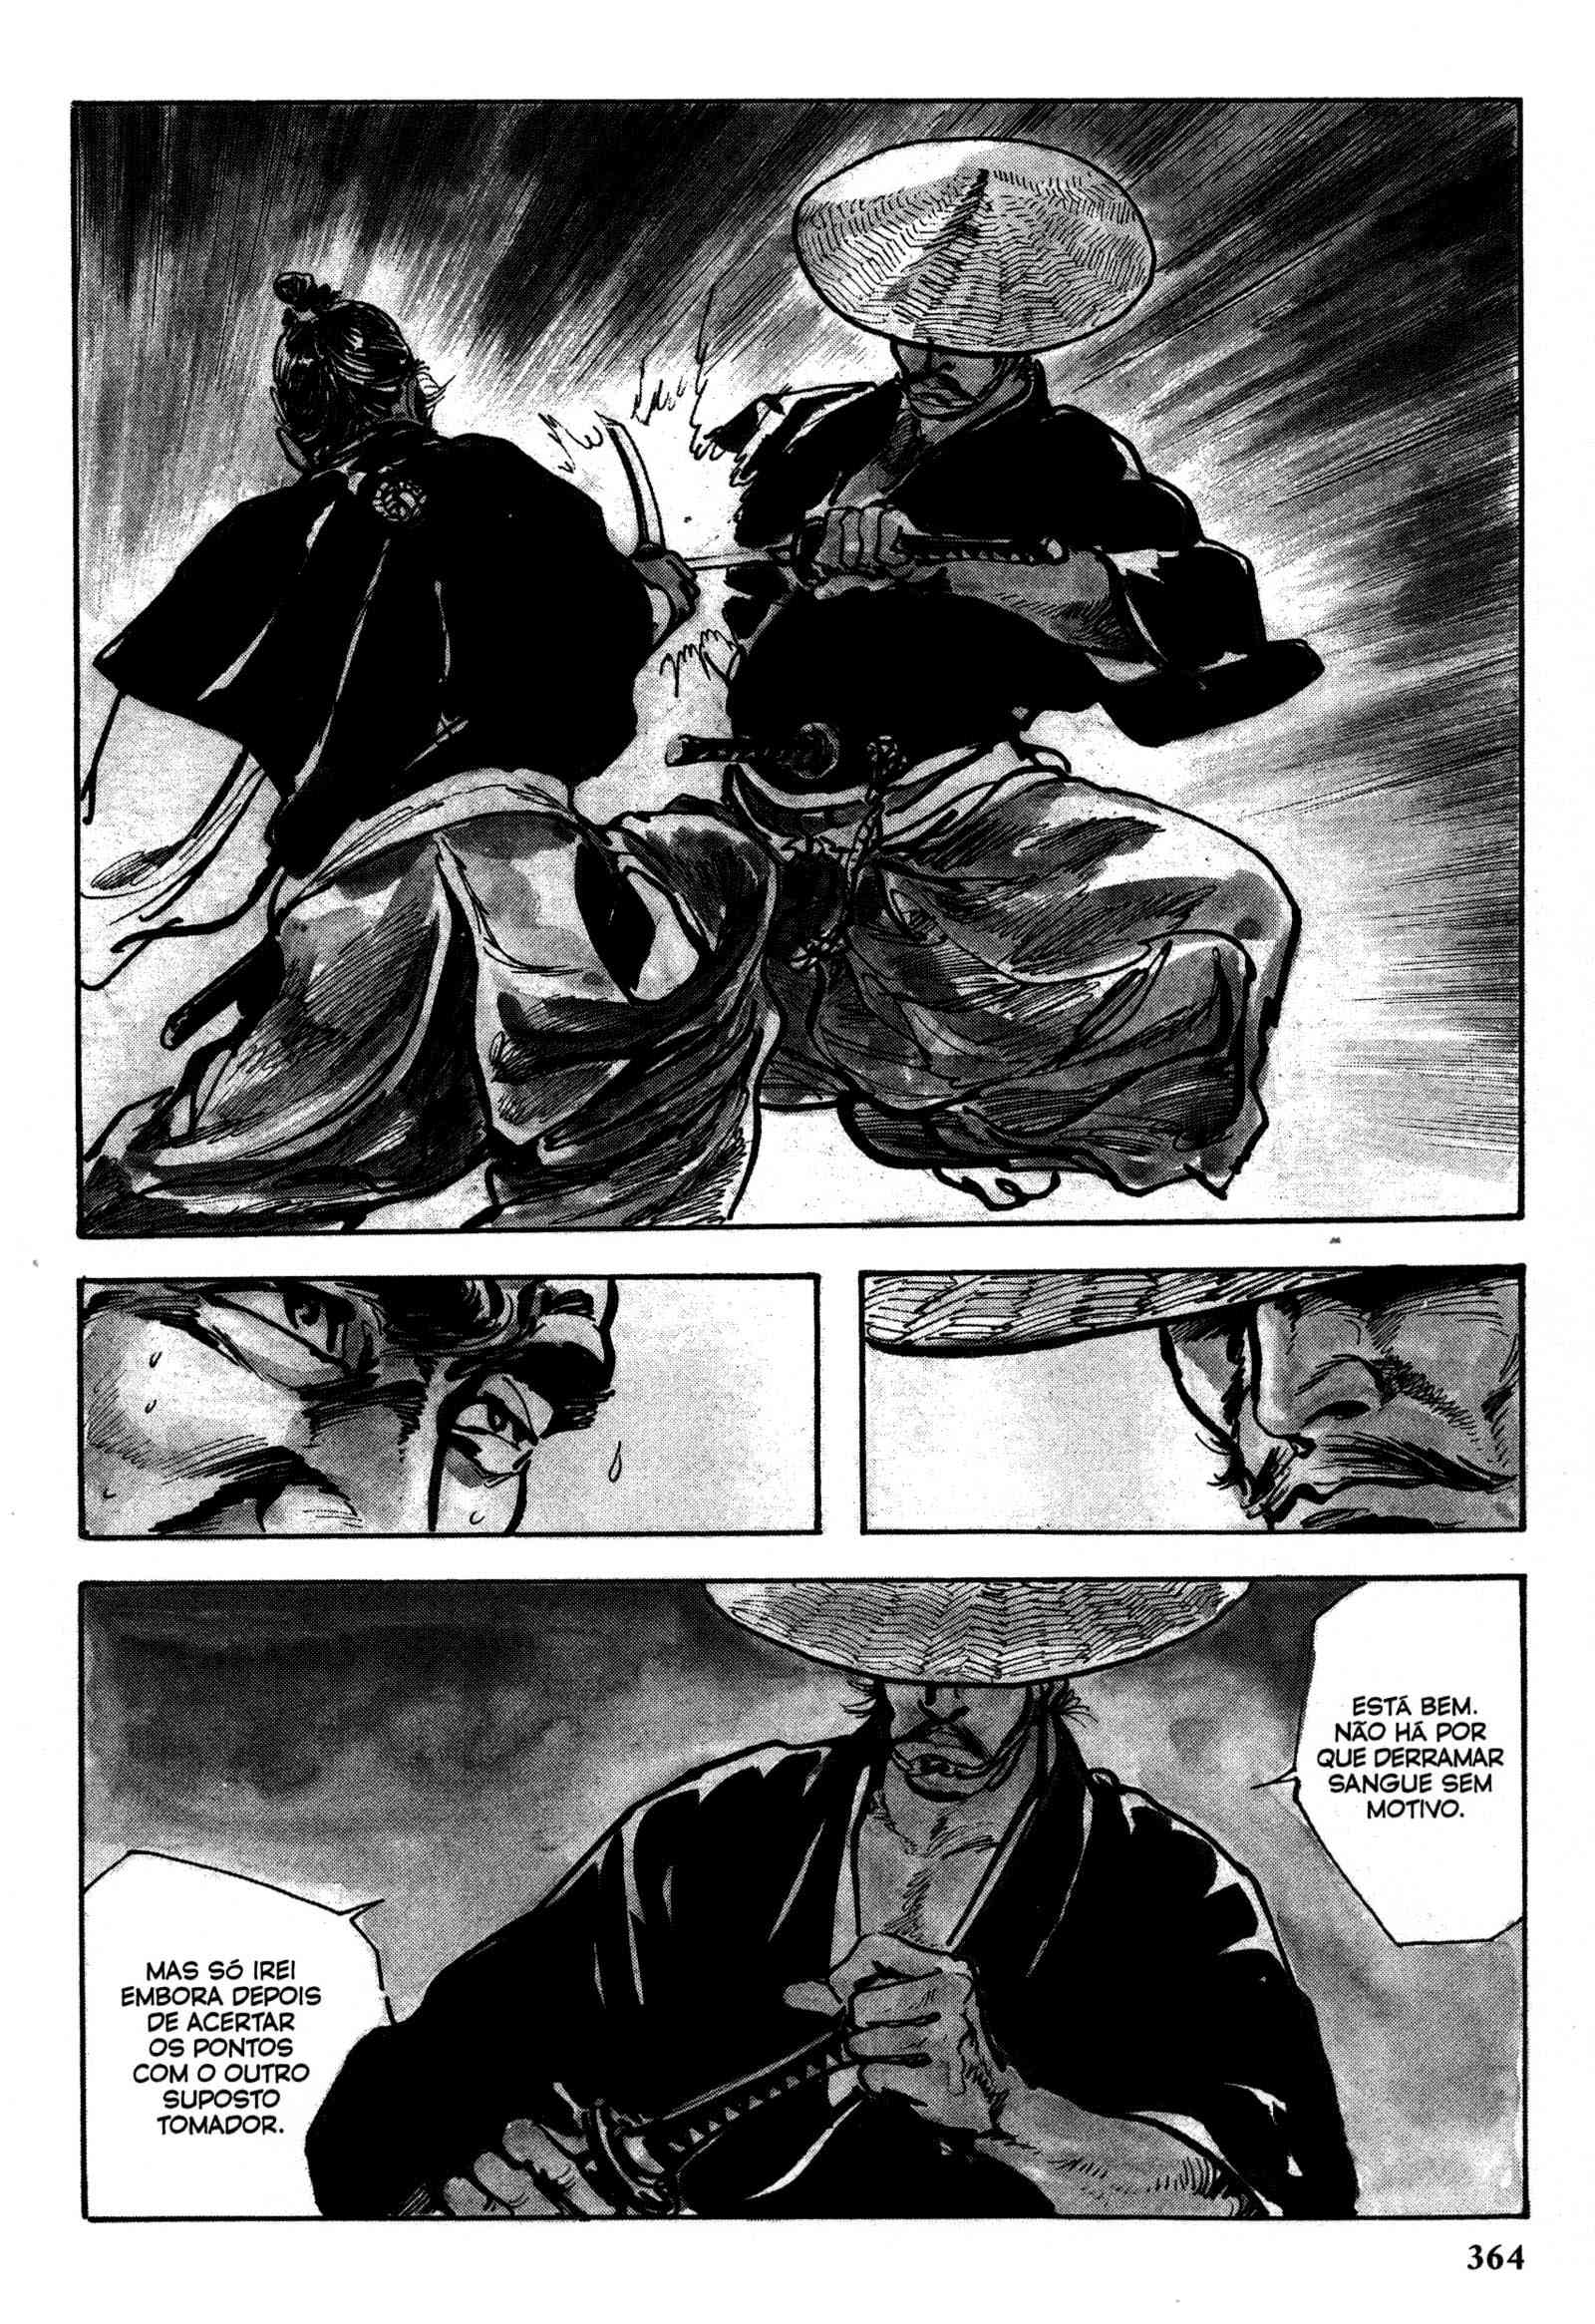 ESTÁ BEM.
NÃO HÁ POR
QUE DERRAMAR
SANGUE SEM
MOTIVO.
MAS SÓ IREI
EMBORA DEPOIS
DE ACERTAR
OS PONTOS
COM O OUTRO
SUPOSTO
TOMADOR.
364